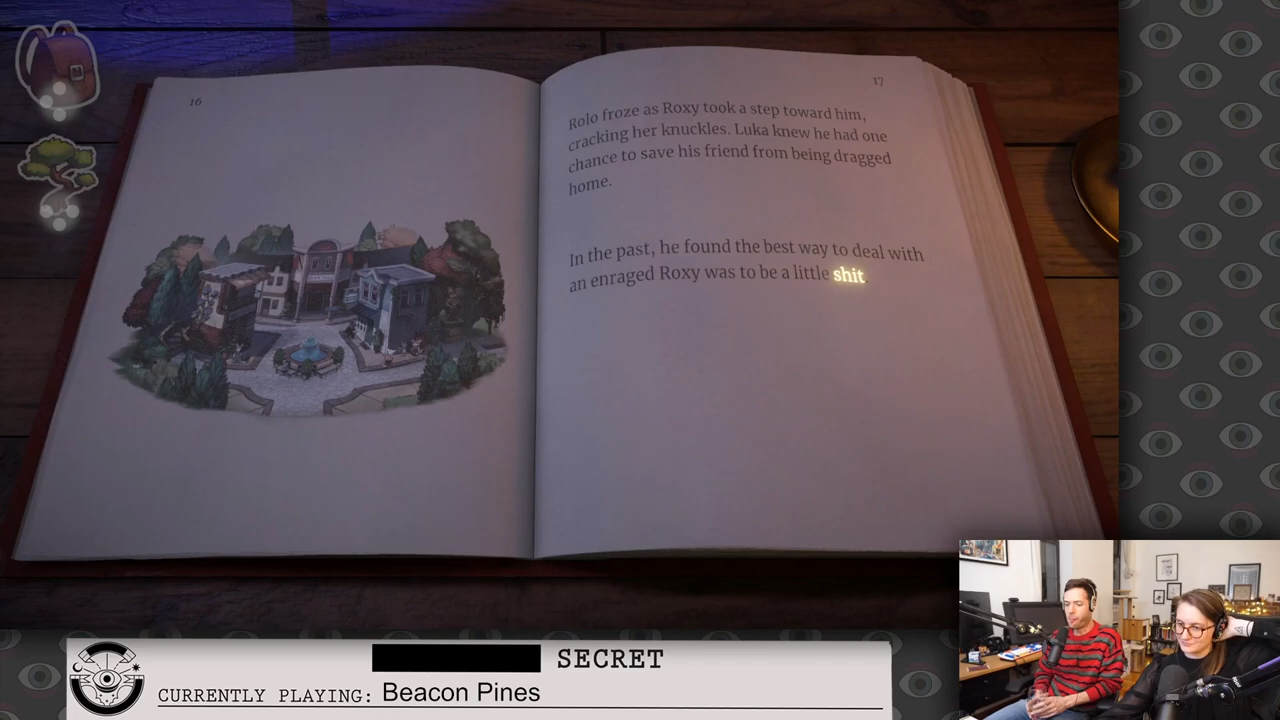 16
17
Rolo froze as Roxy took a step toward him,
cracking her knuckles. Luka knew he had one
chance to save his friend from being dragged
home.
In the past, he found the best way to deal with
an enraged Roxy was to be a little shit.
SECRET
CURRENTLY PLAYING: Beacon Pines